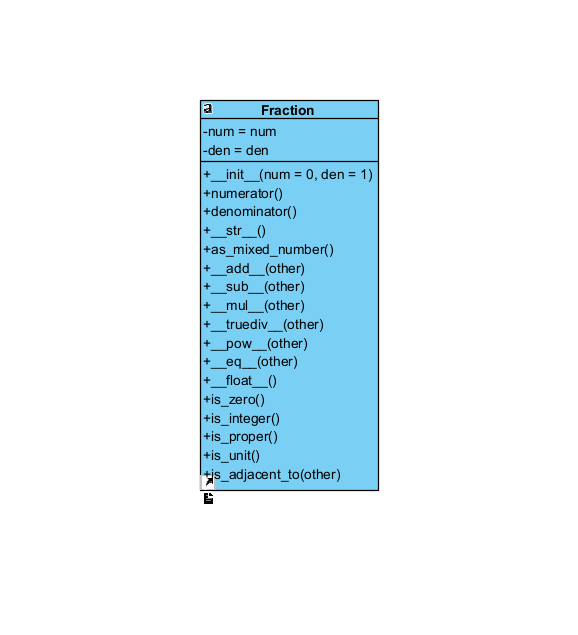 a
Fraction
-num = num
-den = den
+__init__(num = 0, den = 1)
+numerator()
+denominator()
+__str__()
+as_mixed_number()
+__add__(other)
+__sub__(other)
+__mul__(other)
+__truediv__(other)
+__pow__(other)
+__eq__(other)
+__float__()
+is_zero()
+is_integer()
+is_proper()
+is_unit()
+is_adjacent_to(other)